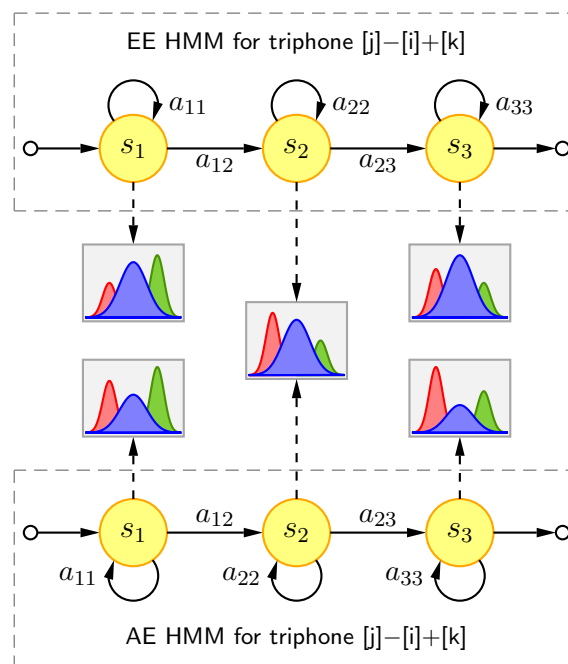 EE HMM for triphone [j]−[i]+[k]
a11 a22 a33
s1 s2 s3
a12 a23
a12 a23
s1 s2 s3
a11 a22 a33
AE HMM for triphone [j]−[i]+[k]